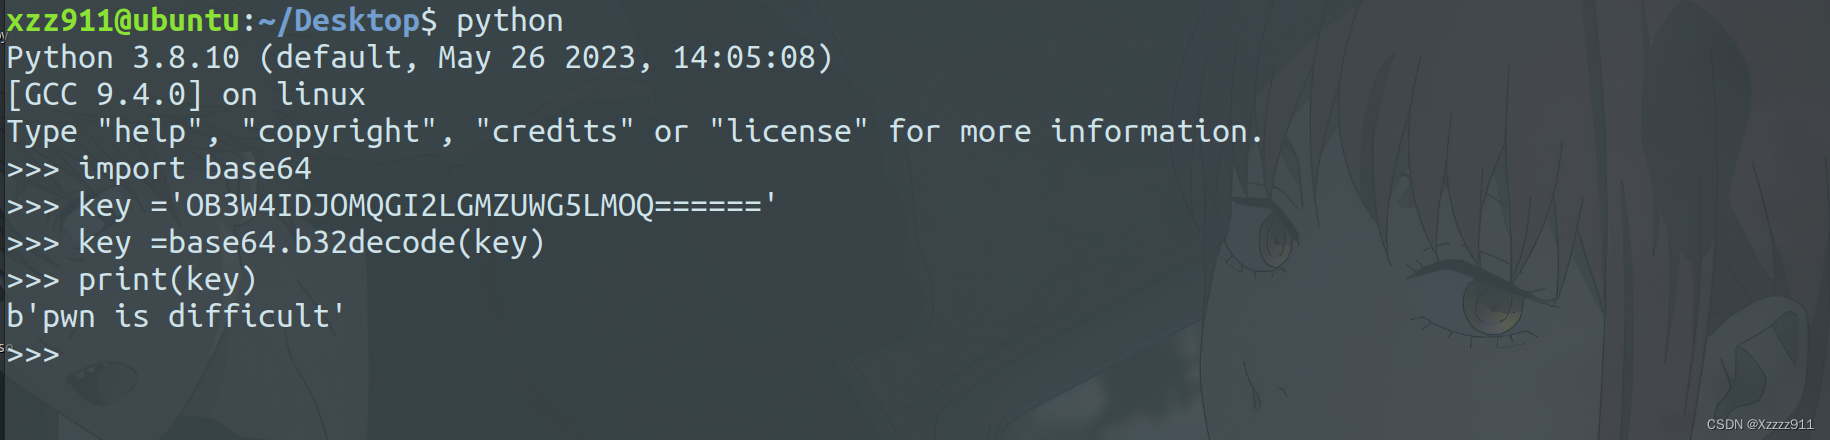 xzz911@ubuntu:~/Desktop$ python
Python 3.8.10 (default, May 26 2023, 14:05:08)
[GCC 9.4.0] on linux
Type "help", "copyright", "credits" or "license" for more information.
>>> import base64
>>> key ='OB3W4IDJOMQGI2LGMZUWG5LMOQ======'
>>> key =base64.b32decode(key)
>>> print(key)
b'pwn is difficult'
>>>
CSDN @Xzzzz911